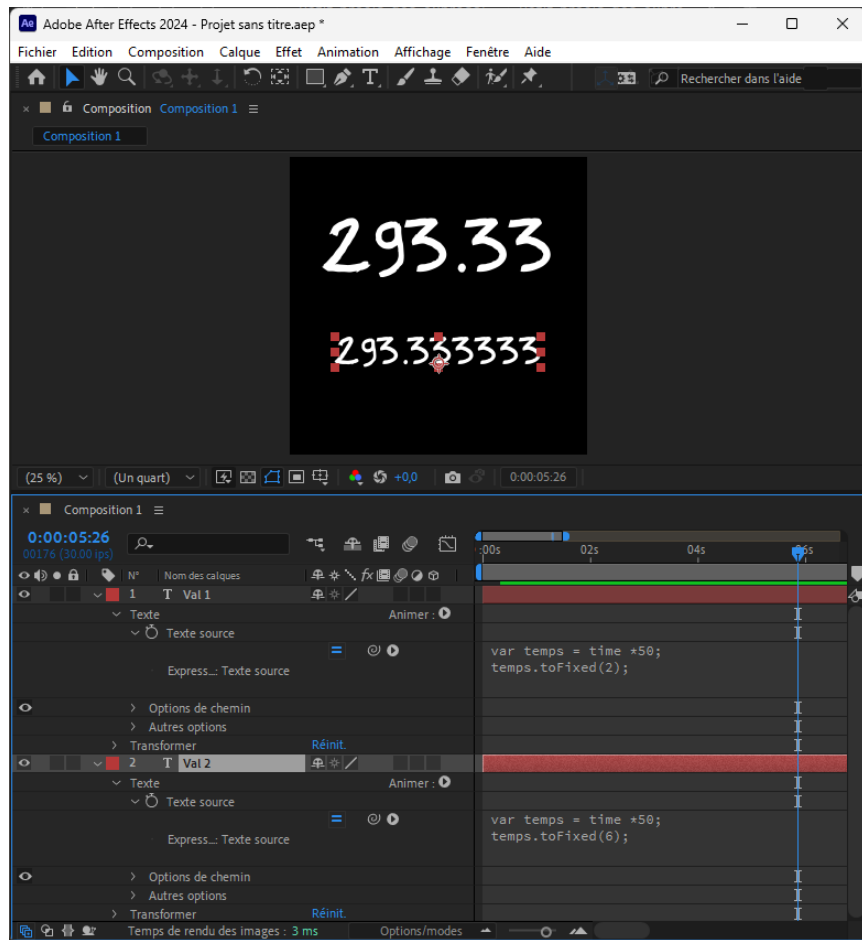 Ae Adobe After Effects 2024 - Projet sans titre.aep *
Fichier Edition Composition Calque Effet Animation Affichage Fenêtre Aide
Rechercher dans l'aide
Composition Composition 1
Composition 1
293.33
293.333333
(25 %) (Un quart) +0,0 0:00:05:26
Composition 1
0:00:05:26
00176 (30.00 ips)
:00s 02s 04s 06s
N° Nom des calques
1 T Val 1
Texte Animer :
Texte source
var temps = time *50;
Express...: Texte source temps.toFixed(2);
Options de chemin
Autres options
Transformer Réinit.
2 T Val 2
Texte Animer :
Texte source
var temps = time *50;
Express...: Texte source temps.toFixed(6);
Options de chemin
Autres options
Transformer Réinit.
Temps de rendu des images : 3 ms Options/modes